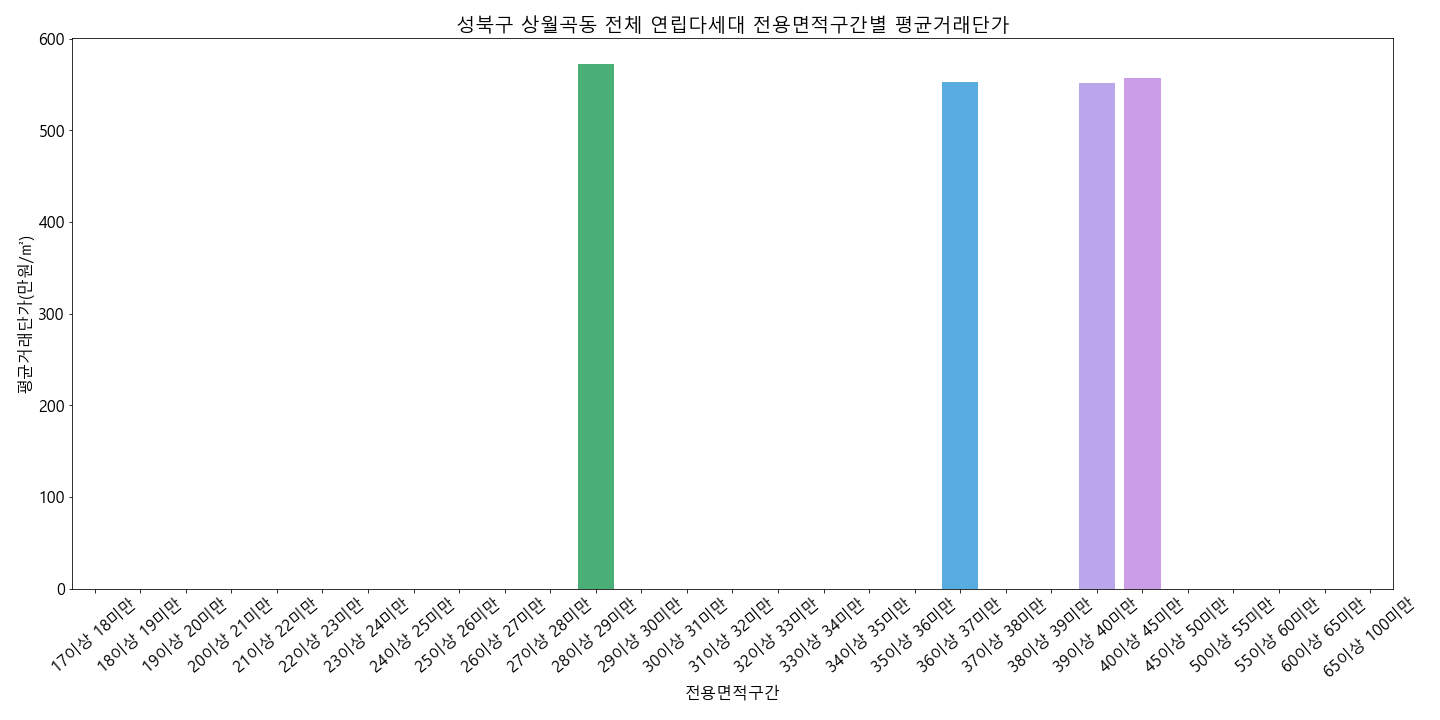 성북구 상월곡동 전체 연립다세대 전용면적구간별 평균거래단가
평균거래단가(만원/㎡)
600
500
400
300
200
100
0
17이상 18미만
18이상 19미만
19이상 20미만
20이상 21미만
21이상 22미만
22이상 23미만
23이상 24미만
24이상 25미만
25이상 26미만
26이상 27미만
27이상 28미만
28이상 29미만
29이상 30미만
30이상 31미만
31이상 32미만
32이상 33미만
33이상 34미만
34이상 35미만
35이상 36미만
36이상 37미만
37이상 38미만
38이상 39미만
39이상 40미만
40이상 45미만
45이상 50미만
50이상 55미만
55이상 60미만
60이상 65미만
65이상 100미만
전용면적구간